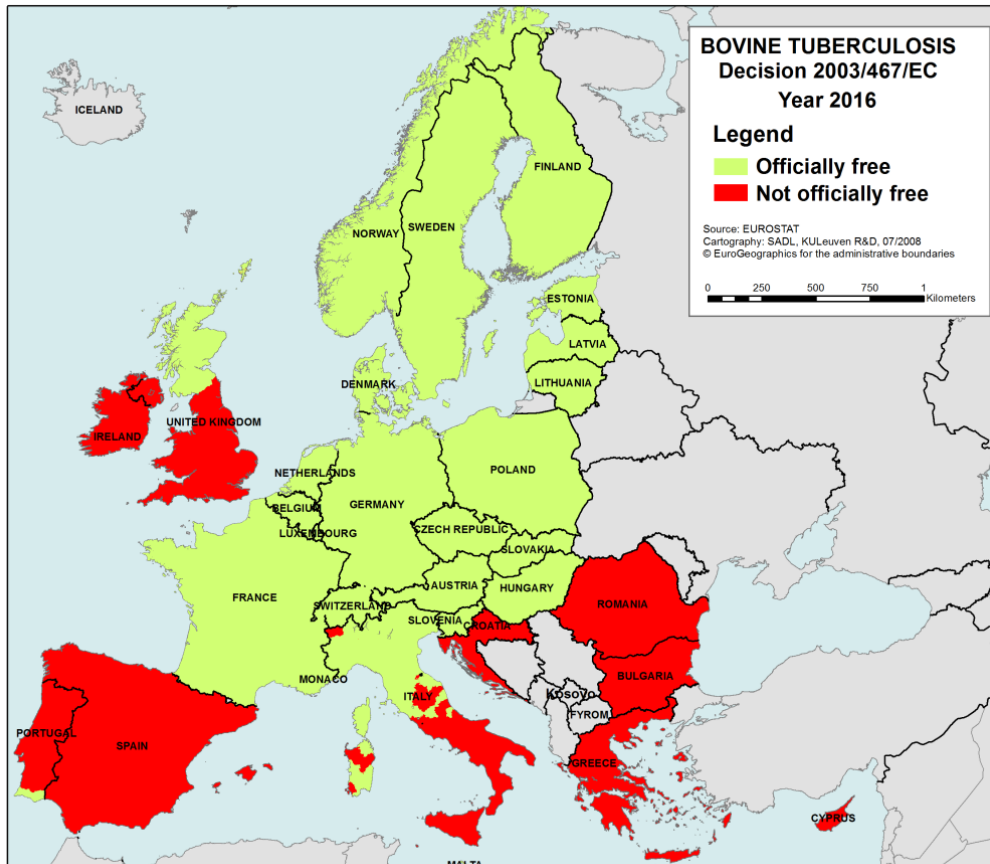 BOVINE TUBERCULOSIS
Decision 2003/467/EC
Year 2016
Legend
Officially free
Not officially free
Source: EUROSTAT
Cartography: SADL, KULeuven R&D, 07/2008
© EuroGeographics for the administrative boundaries
0 250 500 750 1
Kilometers
ICELAND
FINLAND
NORWAY
SWEDEN
ESTONIA
LATVIA
DENMARK
LITHUANIA
UNITED KINGDOM
IRELAND
NETHERLANDS
POLAND
BELGIUM
GERMANY
LUXEMBOURG
CZECH REPUBLIC
SLOVAKIA
AUSTRIA
HUNGARY
FRANCE
SWITZERLAND
ROMANIA
SLOVENIA
CROATIA
MONACO
BULGARIA
ITALY
Kosovo
FYROM
PORTUGAL
SPAIN
GREECE
CYPRUS
MALTA